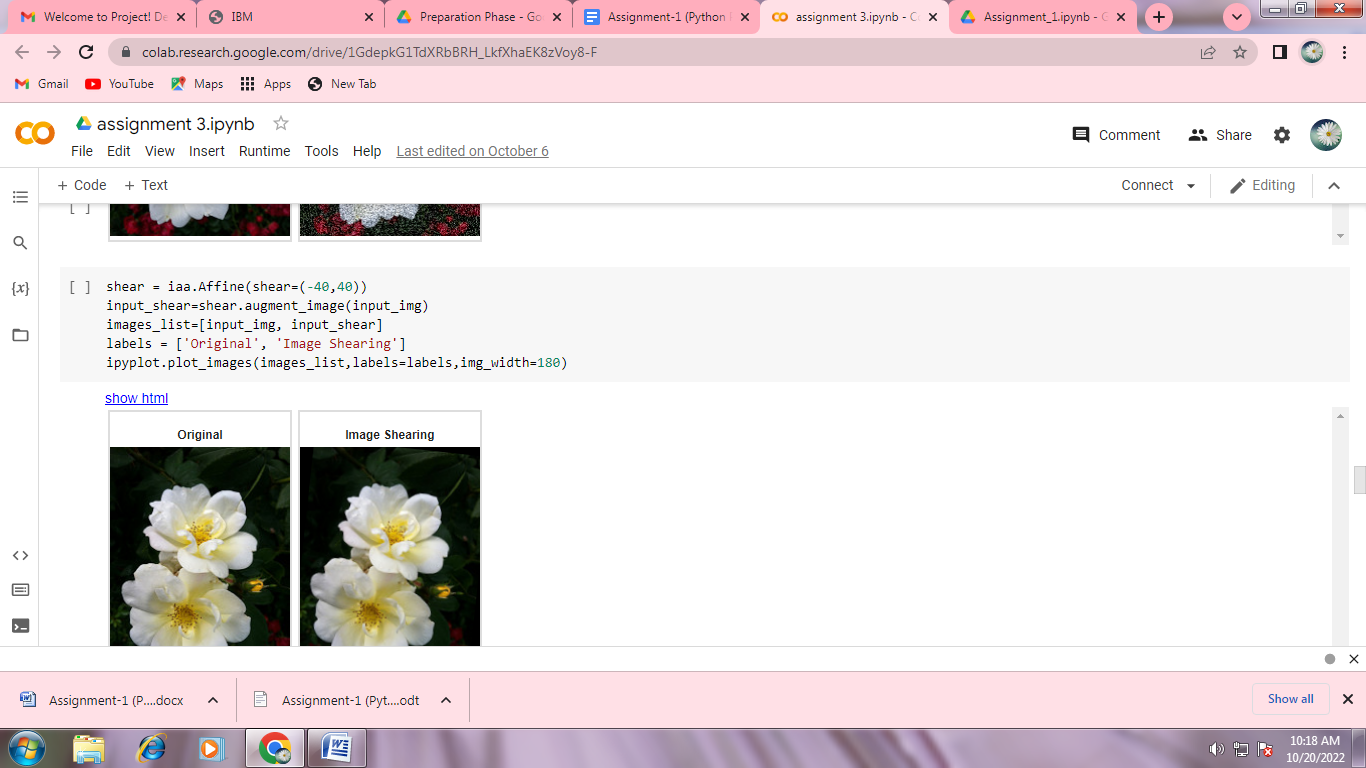 Welcome to Project! De
IBM
Preparation Phase - Go
Assignment-1 (Python
assignment 3.ipynb - C
Assignment_1.ipynb - G
colab.research.google.com/drive/1GdepkG1TdXRbBRH_LkfXhaEK8zVoy8-F
Gmail
YouTube
Maps
Apps
New Tab
assignment 3.ipynb
File Edit View Insert Runtime Tools Help Last edited on October 6
Comment
Share
+ Code + Text
Connect
Editing
[ ]
{x}
[ ] shear = iaa.Affine(shear=(-40,40))
input_shear=shear.augment_image(input_img)
images_list=[input_img, input_shear]
labels = ['Original', 'Image Shearing']
ipyplot.plot_images(images_list,labels=labels,img_width=180)
show html
Original
Image Shearing
Assignment-1 (P....docx
Assignment-1 (Pyt....odt
Show all
10:18 AM
10/20/2022